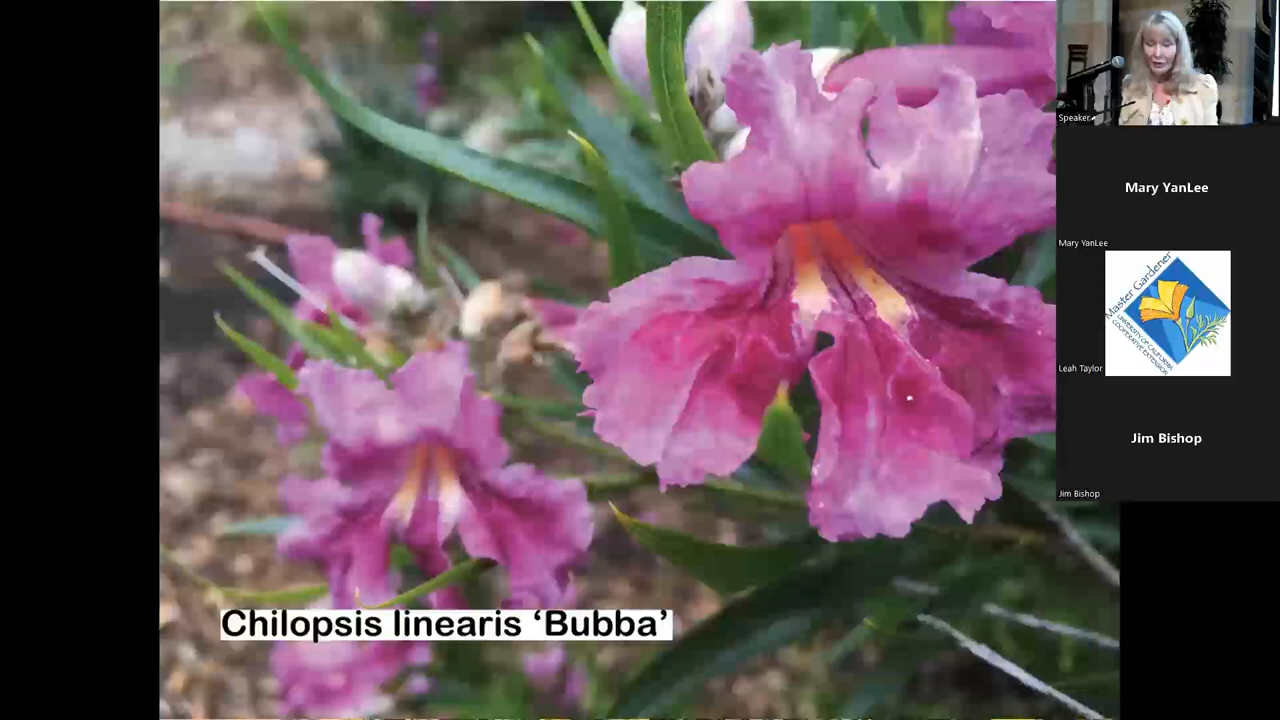 Speaker
Mary YanLee
Mary YanLee
Master Gardener
UNIVERSITY OF CALIFORNIA
COOPERATIVE EXTENSION
Leah Taylor
Jim Bishop
Jim Bishop
Chilopsis linearis ‘Bubba’